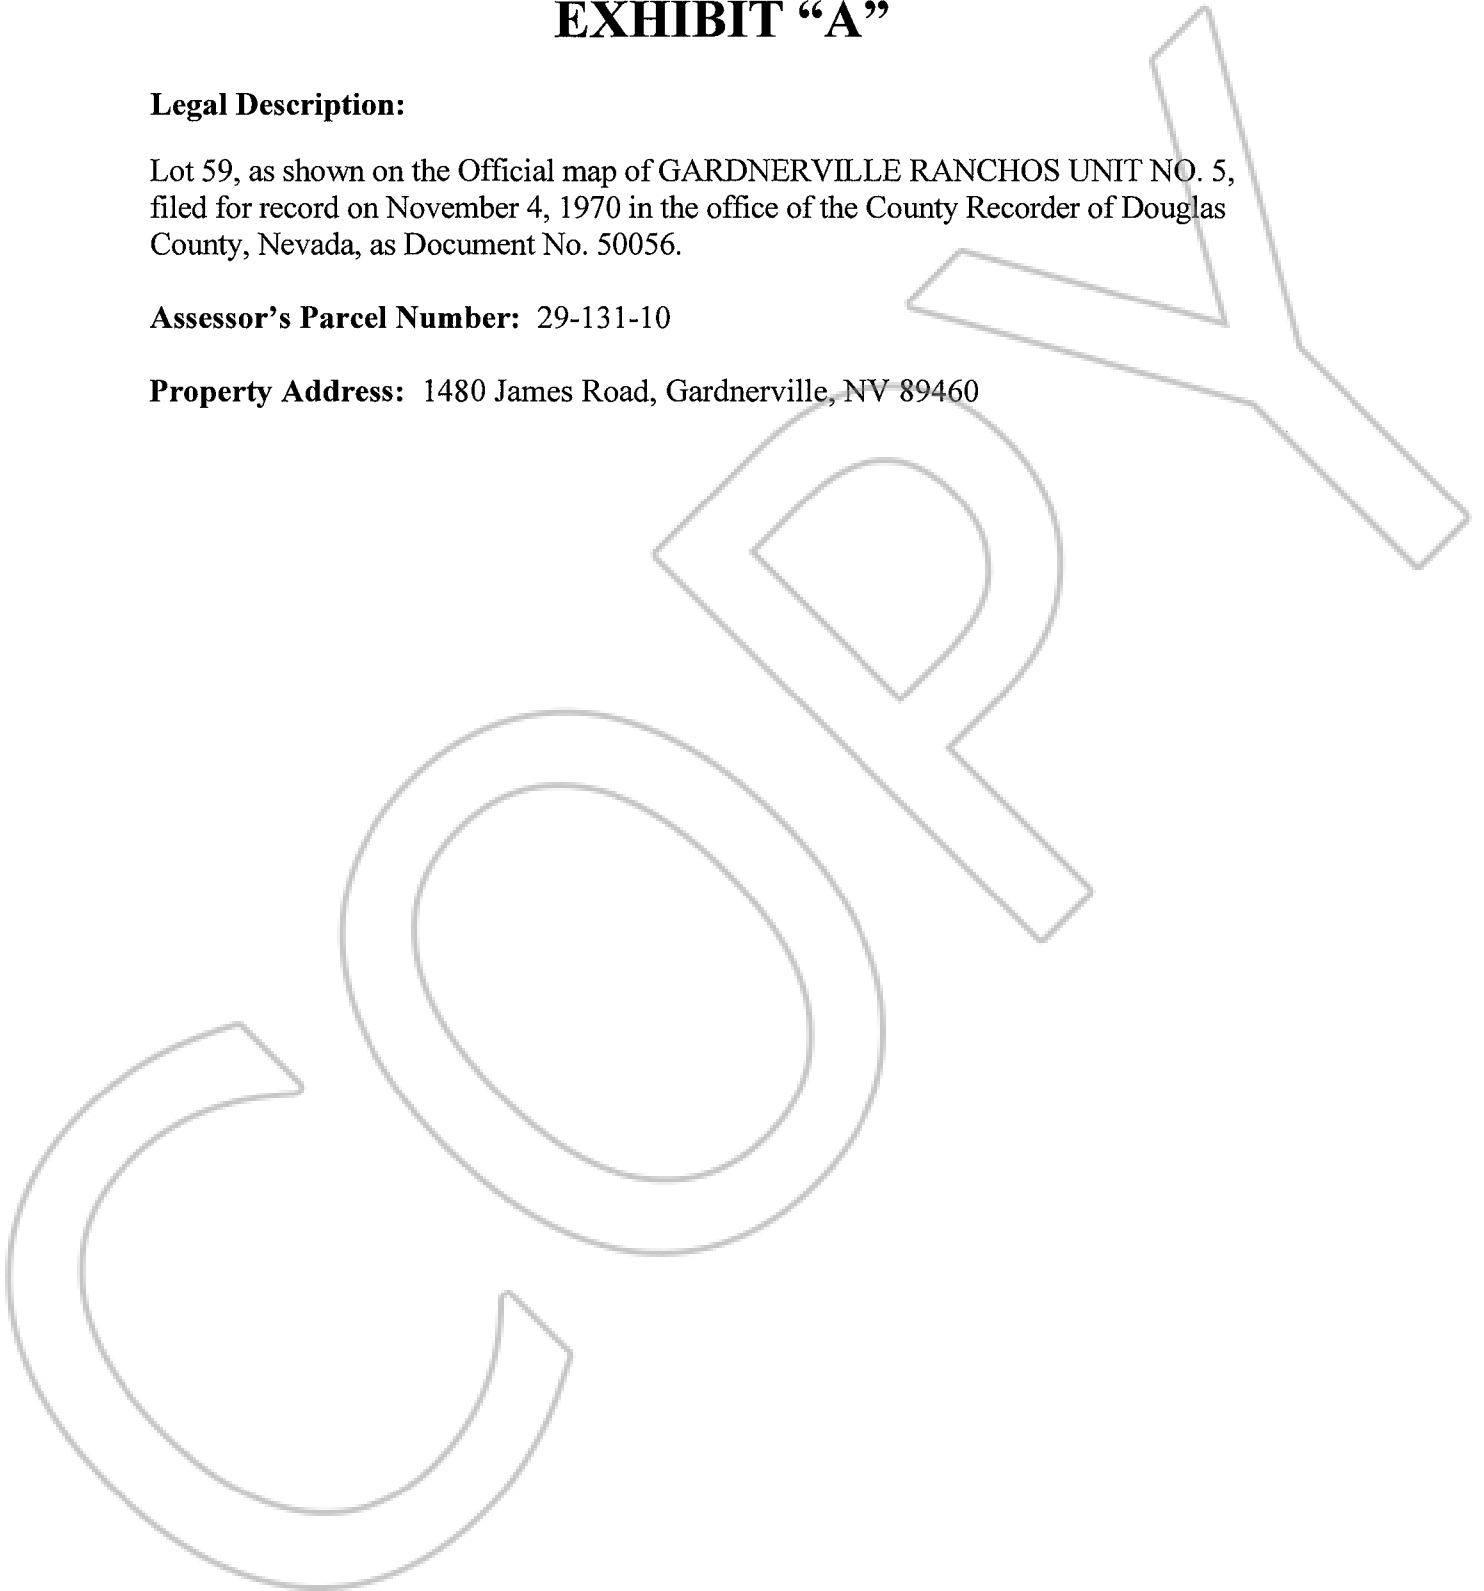 EXHIBIT “A”
Legal Description:
Lot 59, as shown on the Official map of GARDNERVILLE RANCHOS UNIT NO. 5,
filed for record on November 4, 1970 in the office of the County Recorder of Douglas
County, Nevada, as Document No. 50056.
Assessor’s Parcel Number: 29-131-10
Property Address: 1480 James Road, Gardnerville, NV 89460
COPY